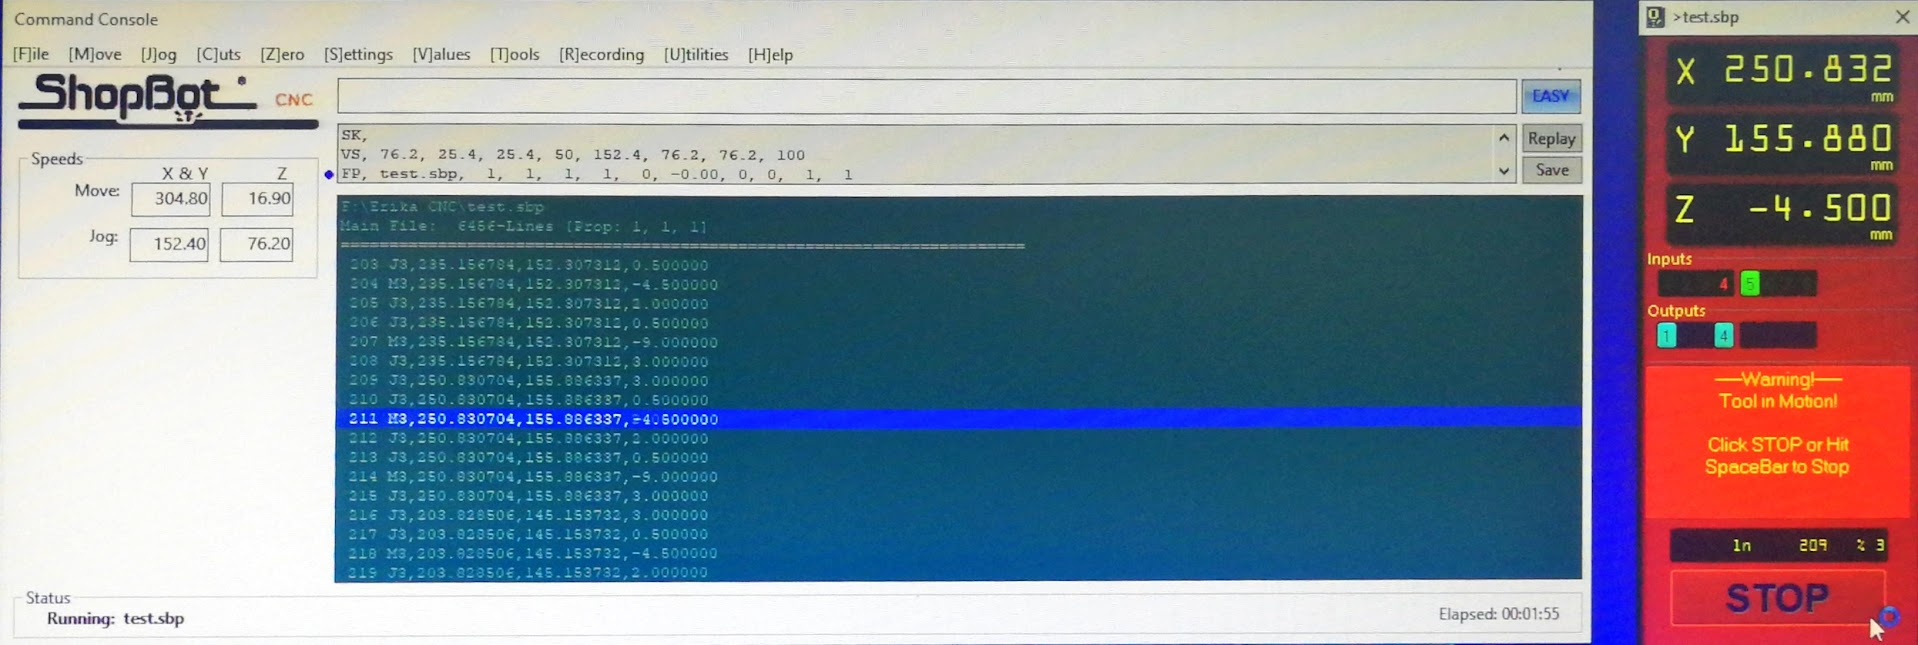 Command Console
[F]ile [M]ove [J]og [C]uts [Z]ero [S]ettings [V]alues [T]ools [R]ecording [U]tilities [H]elp
ShopBot CNC
EASY
SK,
VS, 76.2, 25.4, 25.4, 50, 152.4, 76.2, 76.2, 100
FP, test.sbp, 1, 1, 1, 1, 0, -0.00, 0, 0, 1, 1
Replay
Save
Speeds
X & Y Z
Move: 304.80 16.90
Jog: 152.40 76.20
F:\Erika CNC\test.sbp
Main File: 6456-Lines [Prop: 1, 1, 1]
203 J3,235.156784,152.307312,0.500000
204 M3,235.156784,152.307312,-4.500000
205 J3,235.156784,152.307312,2.000000
206 J3,235.156784,152.307312,0.500000
207 M3,235.156784,152.307312,-9.000000
208 J3,235.156784,152.307312,3.000000
209 J3,250.830704,155.886337,3.000000
210 J3,250.830704,155.886337,0.500000
211 M3,250.830704,155.886337,-4.500000
212 J3,250.830704,155.886337,2.000000
213 J3,250.830704,155.886337,0.500000
214 M3,250.830704,155.886337,-9.000000
215 J3,250.830704,155.886337,3.000000
216 J3,203.828506,145.153732,3.000000
217 J3,203.828506,145.153732,0.500000
218 M3,203.828506,145.153732,-4.500000
219 J3,203.828506,145.153732,2.000000
Status
Running: test.sbp
Elapsed: 00:01:55
>test.sbp
X 250.832
mm
Y 155.880
mm
Z -4.500
mm
Inputs
4 5
Outputs
1 4
Warning!
Tool in Motion!
Click STOP or Hit
SpaceBar to Stop
ln 209 % 3
STOP